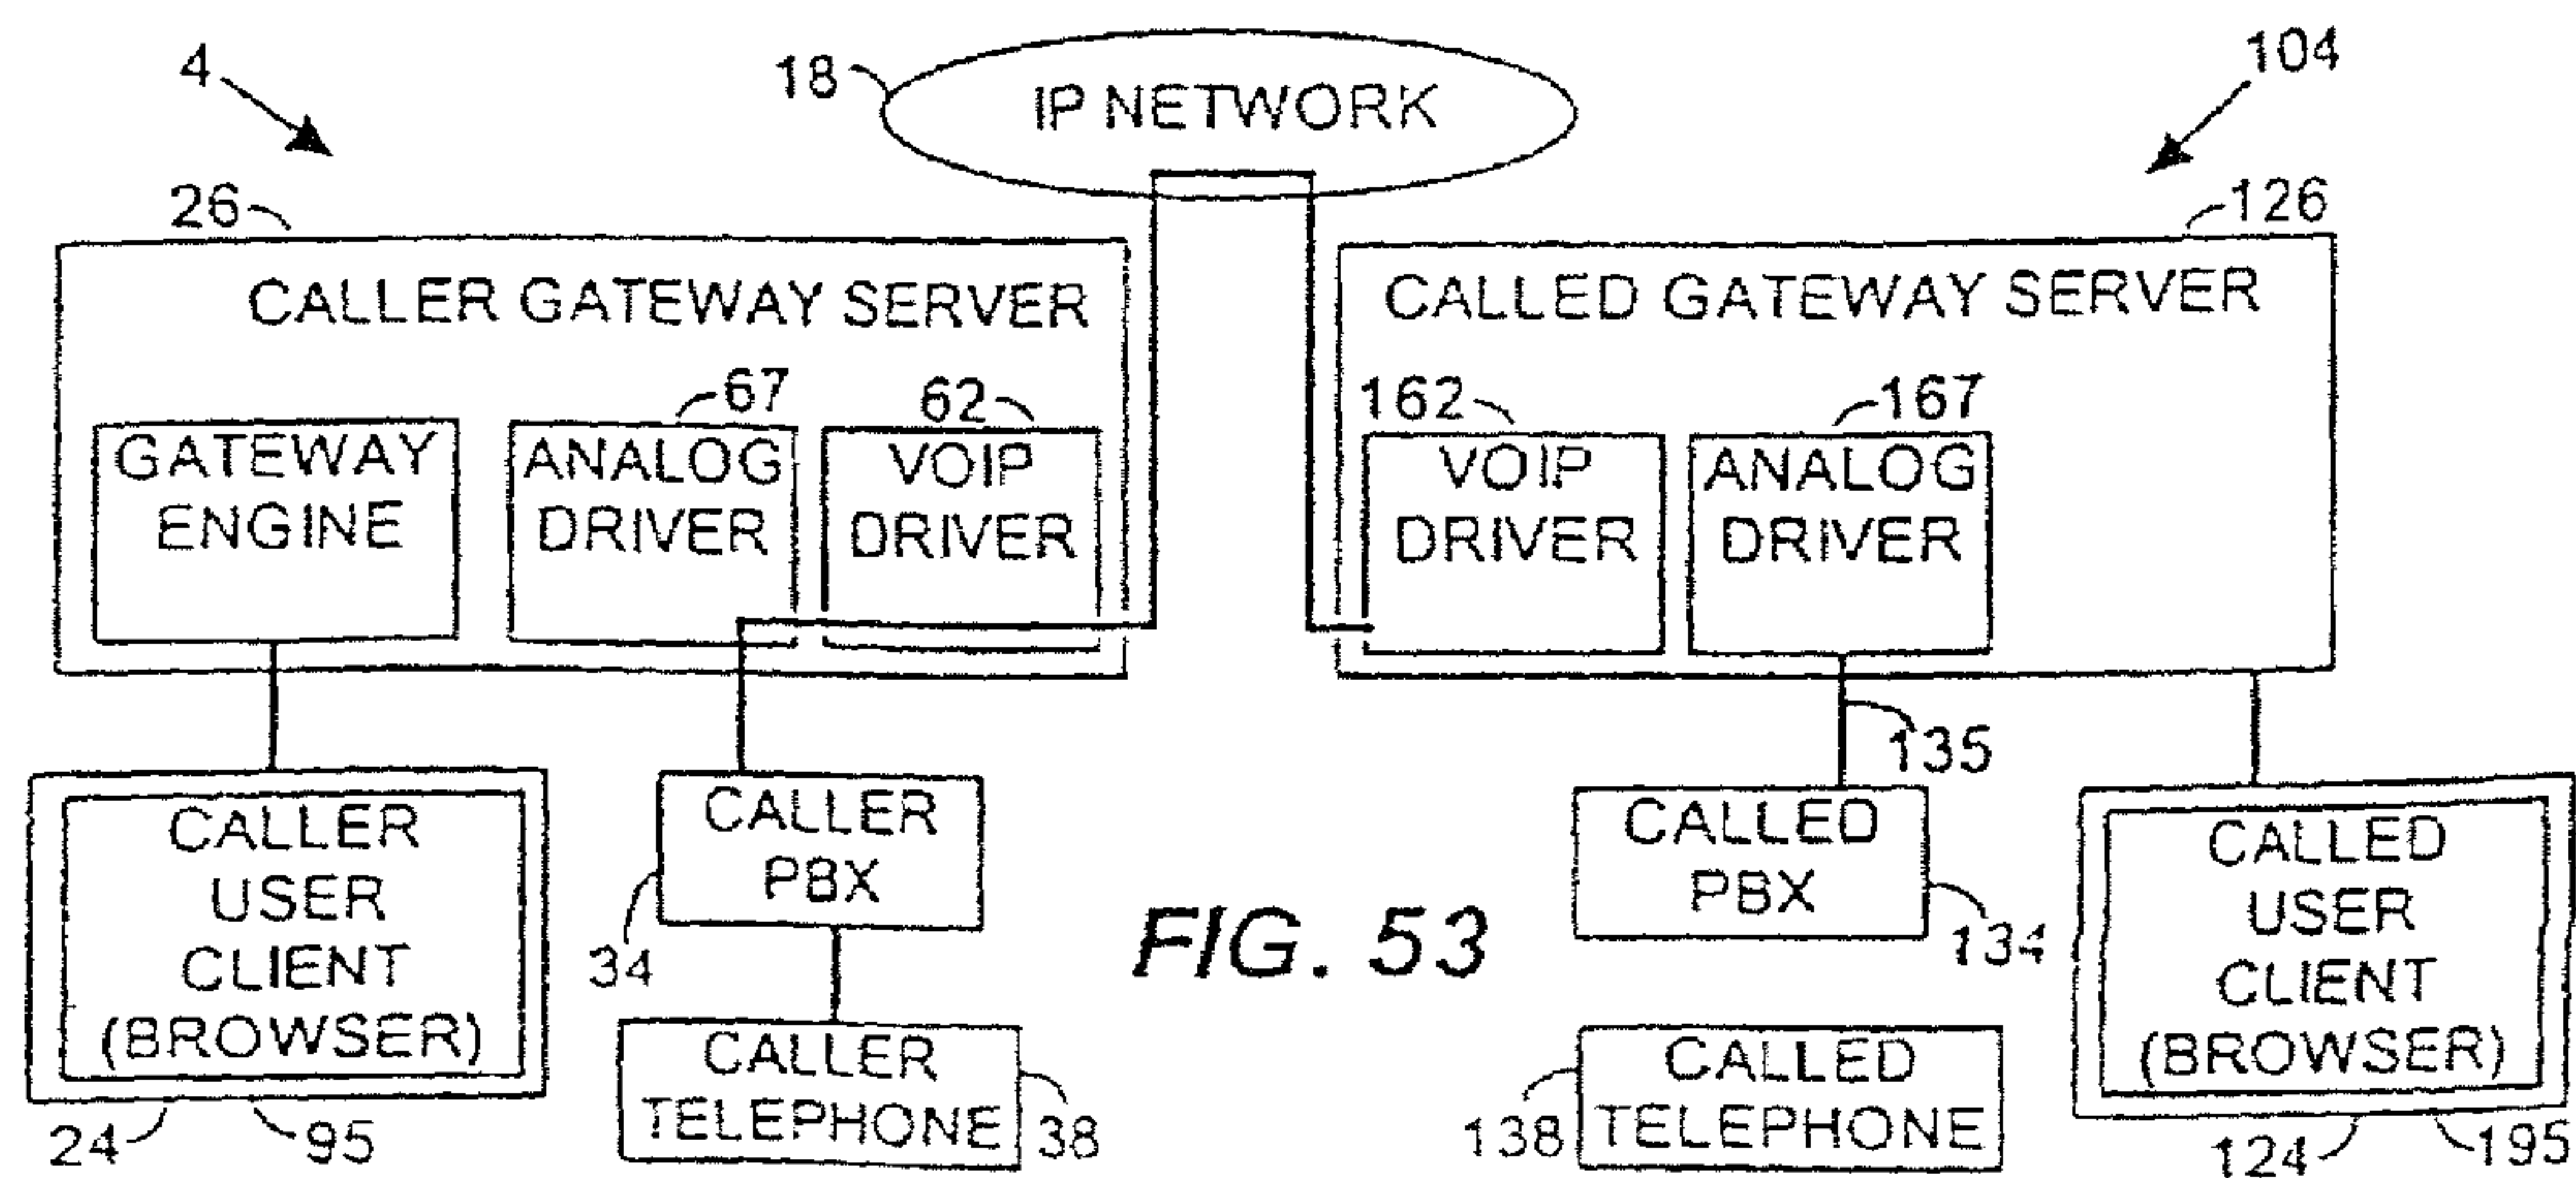 4
18
IP NETWORK
104
26
126
CALLER GATEWAY SERVER
CALLED GATEWAY SERVER
67
62
162
167
GATEWAY
ENGINE
ANALOG
DRIVER
VOIP
DRIVER
VOIP
DRIVER
ANALOG
DRIVER
135
CALLER
USER
CLIENT
(BROWSER)
CALLER
PBX
34
CALLED
PBX
134
CALLED
USER
CLIENT
(BROWSER)
FIG. 53
CALLER
TELEPHONE
38
138
CALLED
TELEPHONE
24
95
124
195